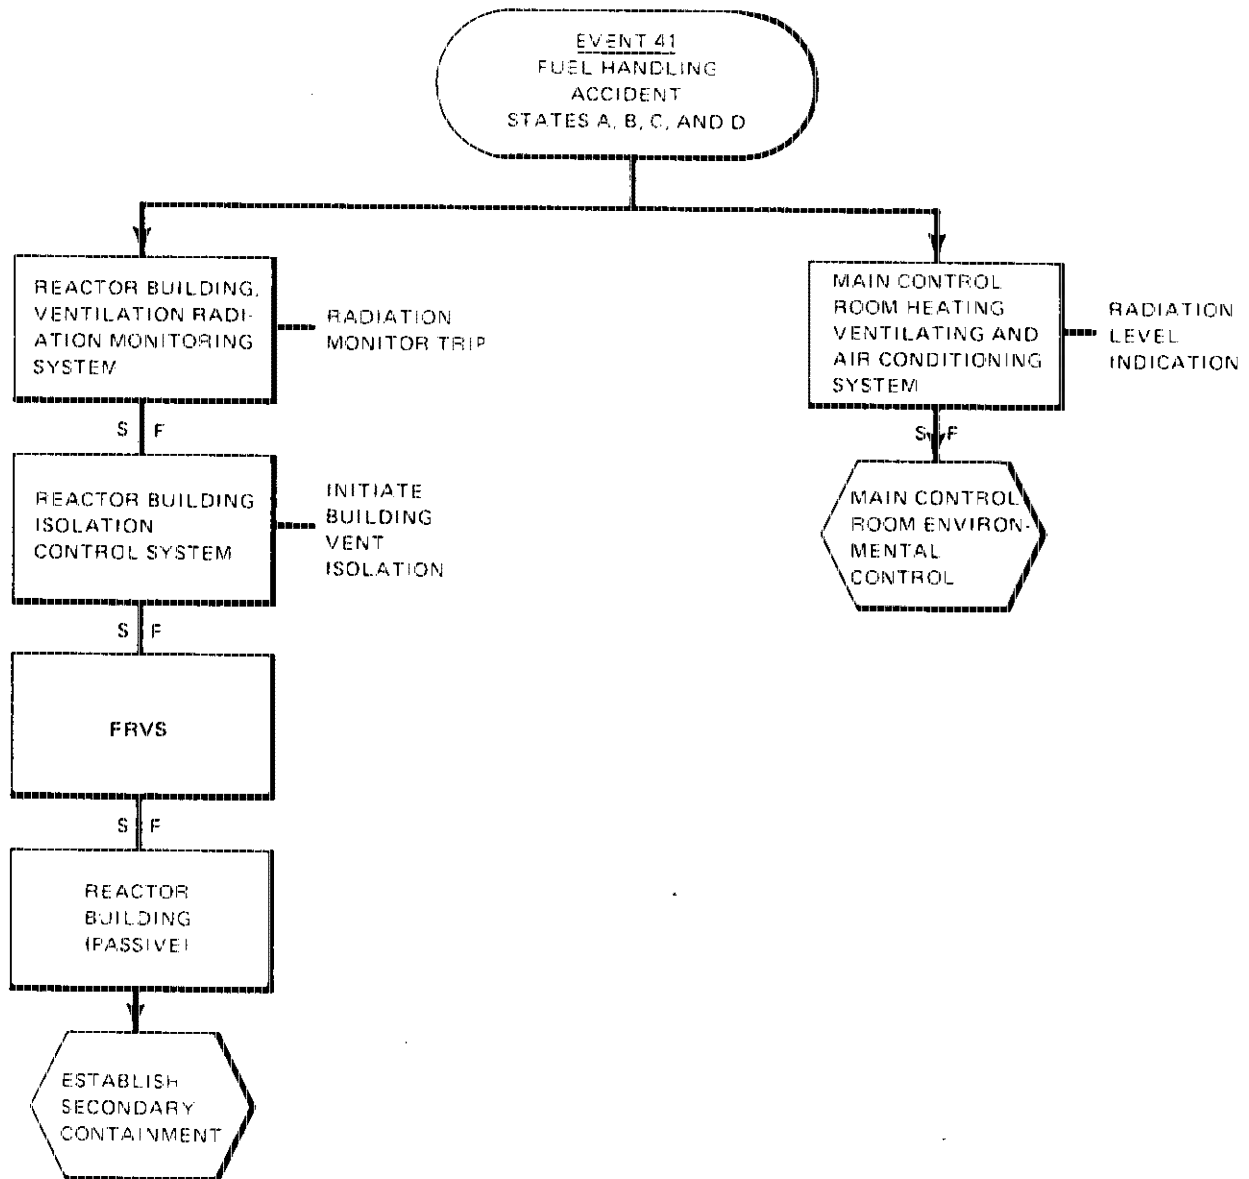 EVENT 41
FUEL HANDLING
ACCIDENT
STATES A, B, C, AND D
REACTOR BUILDING,
VENTILATION RADI-
ATION MONITORING
SYSTEM
RADIATION
MONITOR TRIP
MAIN CONTROL
ROOM HEATING
VENTILATING AND
AIR CONDITIONING
SYSTEM
RADIATION
LEVEL
INDICATION
S F
S F
REACTOR BUILDING
ISOLATION
CONTROL SYSTEM
INITIATE
BUILDING
VENT
ISOLATION
MAIN CONTROL
ROOM ENVIRON-
MENTAL
CONTROL
S F
FRVS
S F
REACTOR
BUILDING
(PASSIVE)
ESTABLISH
SECONDARY
CONTAINMENT